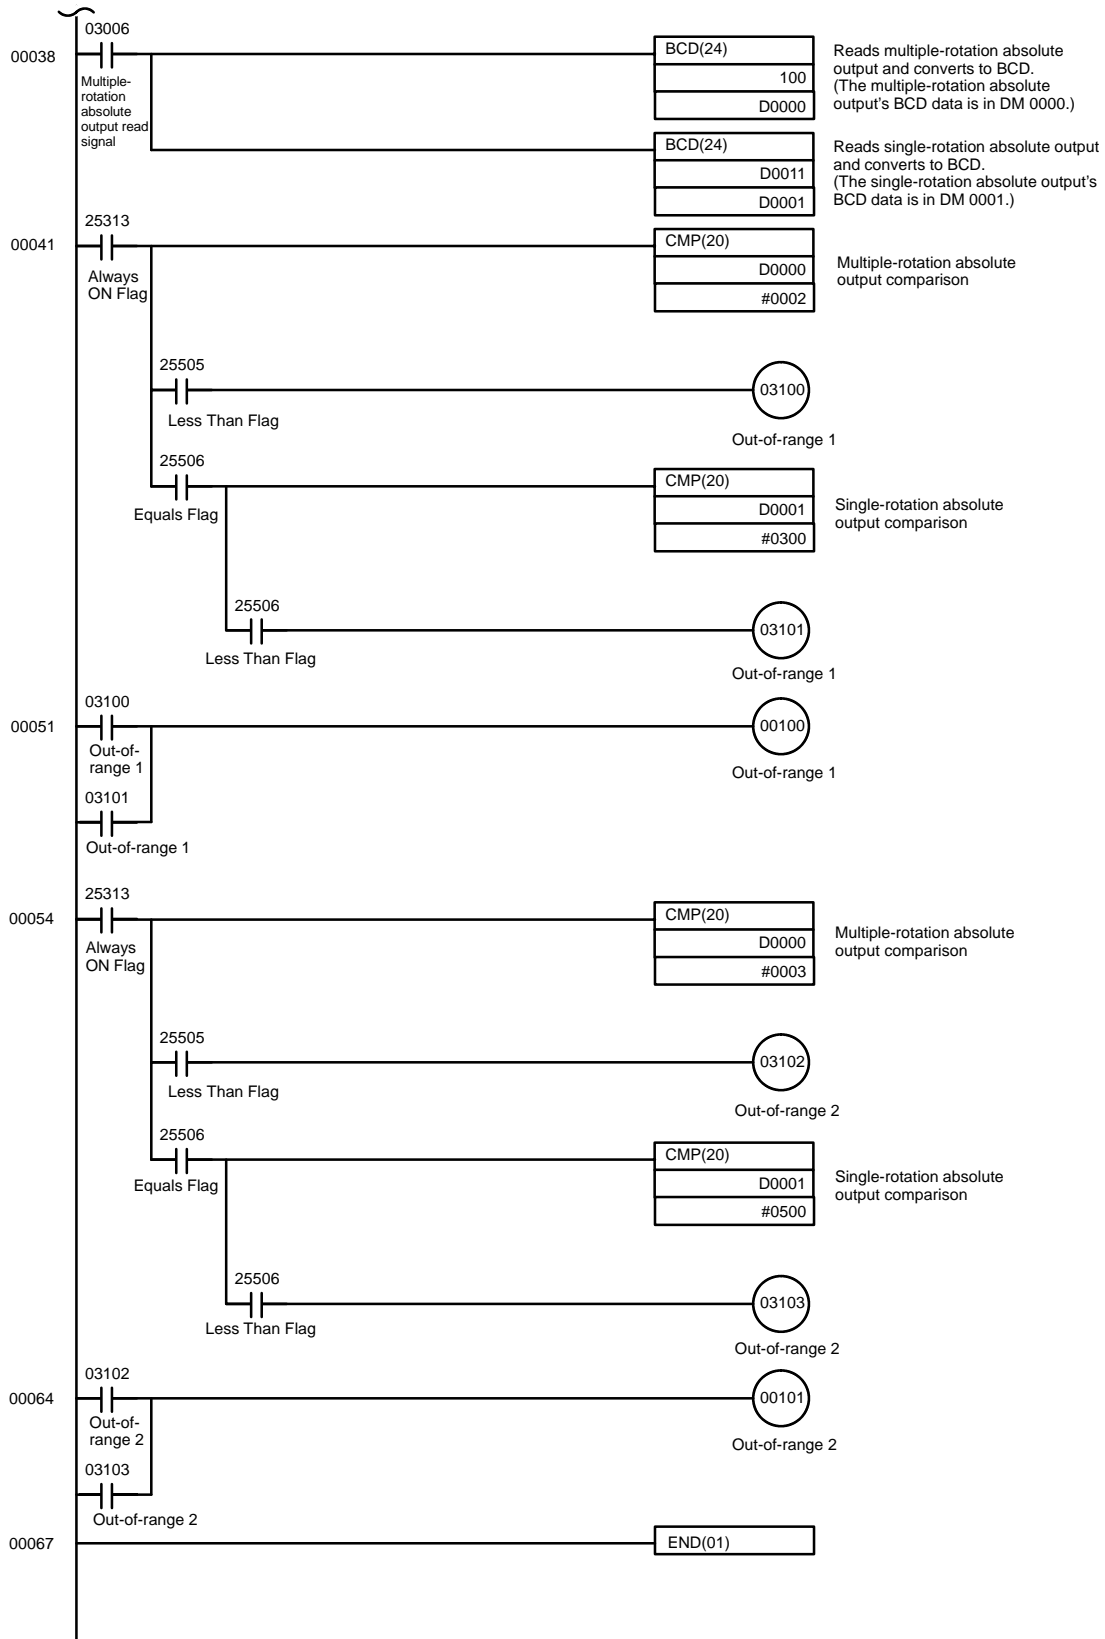 03006
00038
Multiple-
rotation
absolute
output read
signal
BCD(24)
100
D0000
Reads multiple-rotation absolute
output and converts to BCD.
(The multiple-rotation absolute
output's BCD data is in DM 0000.)
BCD(24)
D0011
D0001
Reads single-rotation absolute output
and converts to BCD.
(The single-rotation absolute output's
BCD data is in DM 0001.)
25313
00041
Always
ON Flag
CMP(20)
D0000
#0002
Multiple-rotation absolute
output comparison
25505
Less Than Flag
03100
Out-of-range 1
25506
Equals Flag
CMP(20)
D0001
#0300
Single-rotation absolute
output comparison
25506
Less Than Flag
03101
Out-of-range 1
03100
00051
Out-of-
range 1
00100
Out-of-range 1
03101
Out-of-range 1
25313
00054
Always
ON Flag
CMP(20)
D0000
#0003
Multiple-rotation absolute
output comparison
25505
Less Than Flag
03102
Out-of-range 2
25506
Equals Flag
CMP(20)
D0001
#0500
Single-rotation absolute
output comparison
25506
Less Than Flag
03103
Out-of-range 2
03102
00064
Out-of-
range 2
00101
Out-of-range 2
03103
Out-of-range 2
00067
END(01)